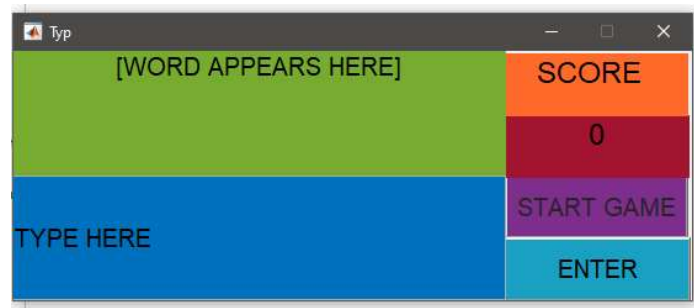 Typ
[WORD APPEARS HERE]
SCORE
0
START GAME
TYPE HERE
ENTER